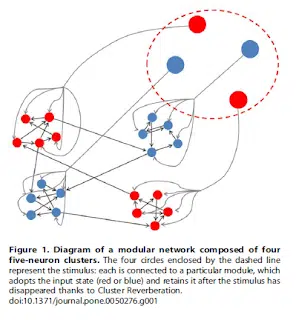 Figure 1. Diagram of a modular network composed of four
five-neuron clusters. The four circles enclosed by the dashed line
represent the stimulus: each is connected to a particular module, which
adopts the input state (red or blue) and retains it after the stimulus has
disappeared thanks to Cluster Reverberation.
doi:10.1371/journal.pone.0050276.g001